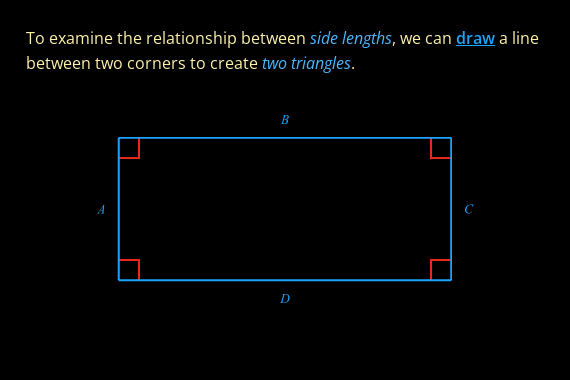 To examine the relationship between side lengths, we can draw a line
between two corners to create two triangles.
B
A
C
D